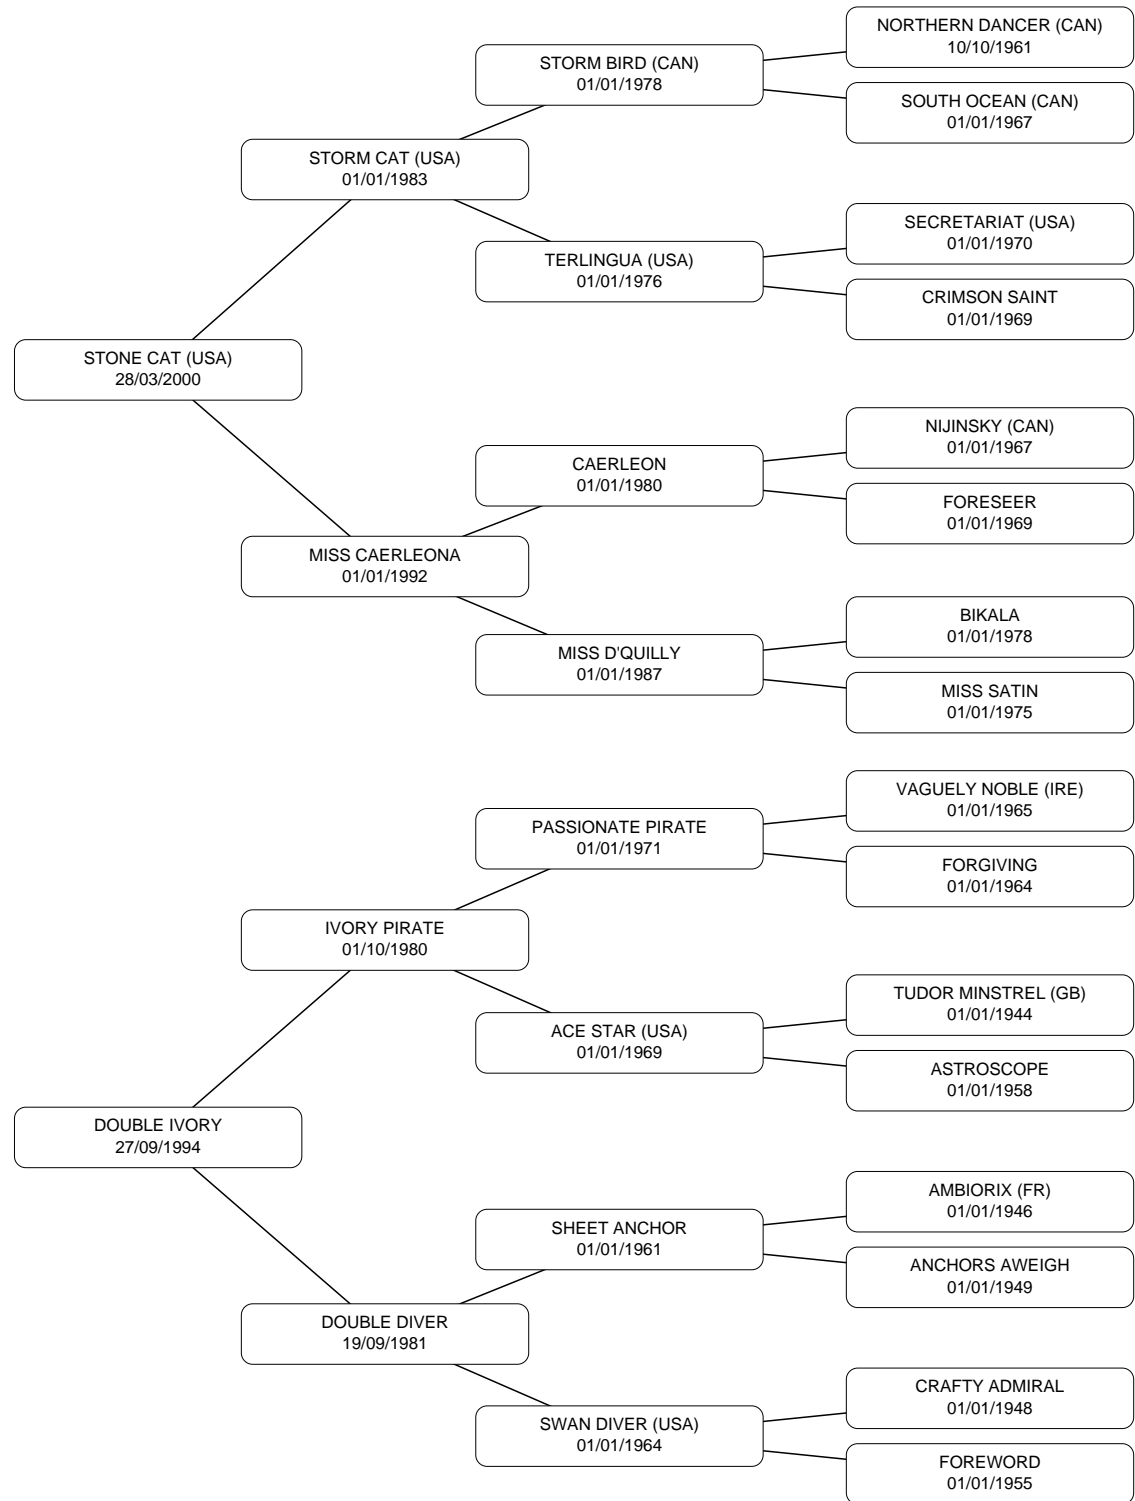 NORTHERN DANCER (CAN)
10/10/1961
STORM BIRD (CAN)
01/01/1978
SOUTH OCEAN (CAN)
01/01/1967
STORM CAT (USA)
01/01/1983
SECRETARIAT (USA)
01/01/1970
TERLINGUA (USA)
01/01/1976
CRIMSON SAINT
01/01/1969
STONE CAT (USA)
28/03/2000
NIJINSKY (CAN)
01/01/1967
CAERLEON
01/01/1980
FORESEER
01/01/1969
MISS CAERLEONA
01/01/1992
BIKALA
01/01/1978
MISS D'QUILLY
01/01/1987
MISS SATIN
01/01/1975
VAGUELY NOBLE (IRE)
01/01/1965
PASSIONATE PIRATE
01/01/1971
FORGIVING
01/01/1964
IVORY PIRATE
01/10/1980
TUDOR MINSTREL (GB)
01/01/1944
ACE STAR (USA)
01/01/1969
ASTROSCOPE
01/01/1958
DOUBLE IVORY
27/09/1994
AMBIORIX (FR)
01/01/1946
SHEET ANCHOR
01/01/1961
ANCHORS AWEIGH
01/01/1949
DOUBLE DIVER
19/09/1981
CRAFTY ADMIRAL
01/01/1948
SWAN DIVER (USA)
01/01/1964
FOREWORD
01/01/1955